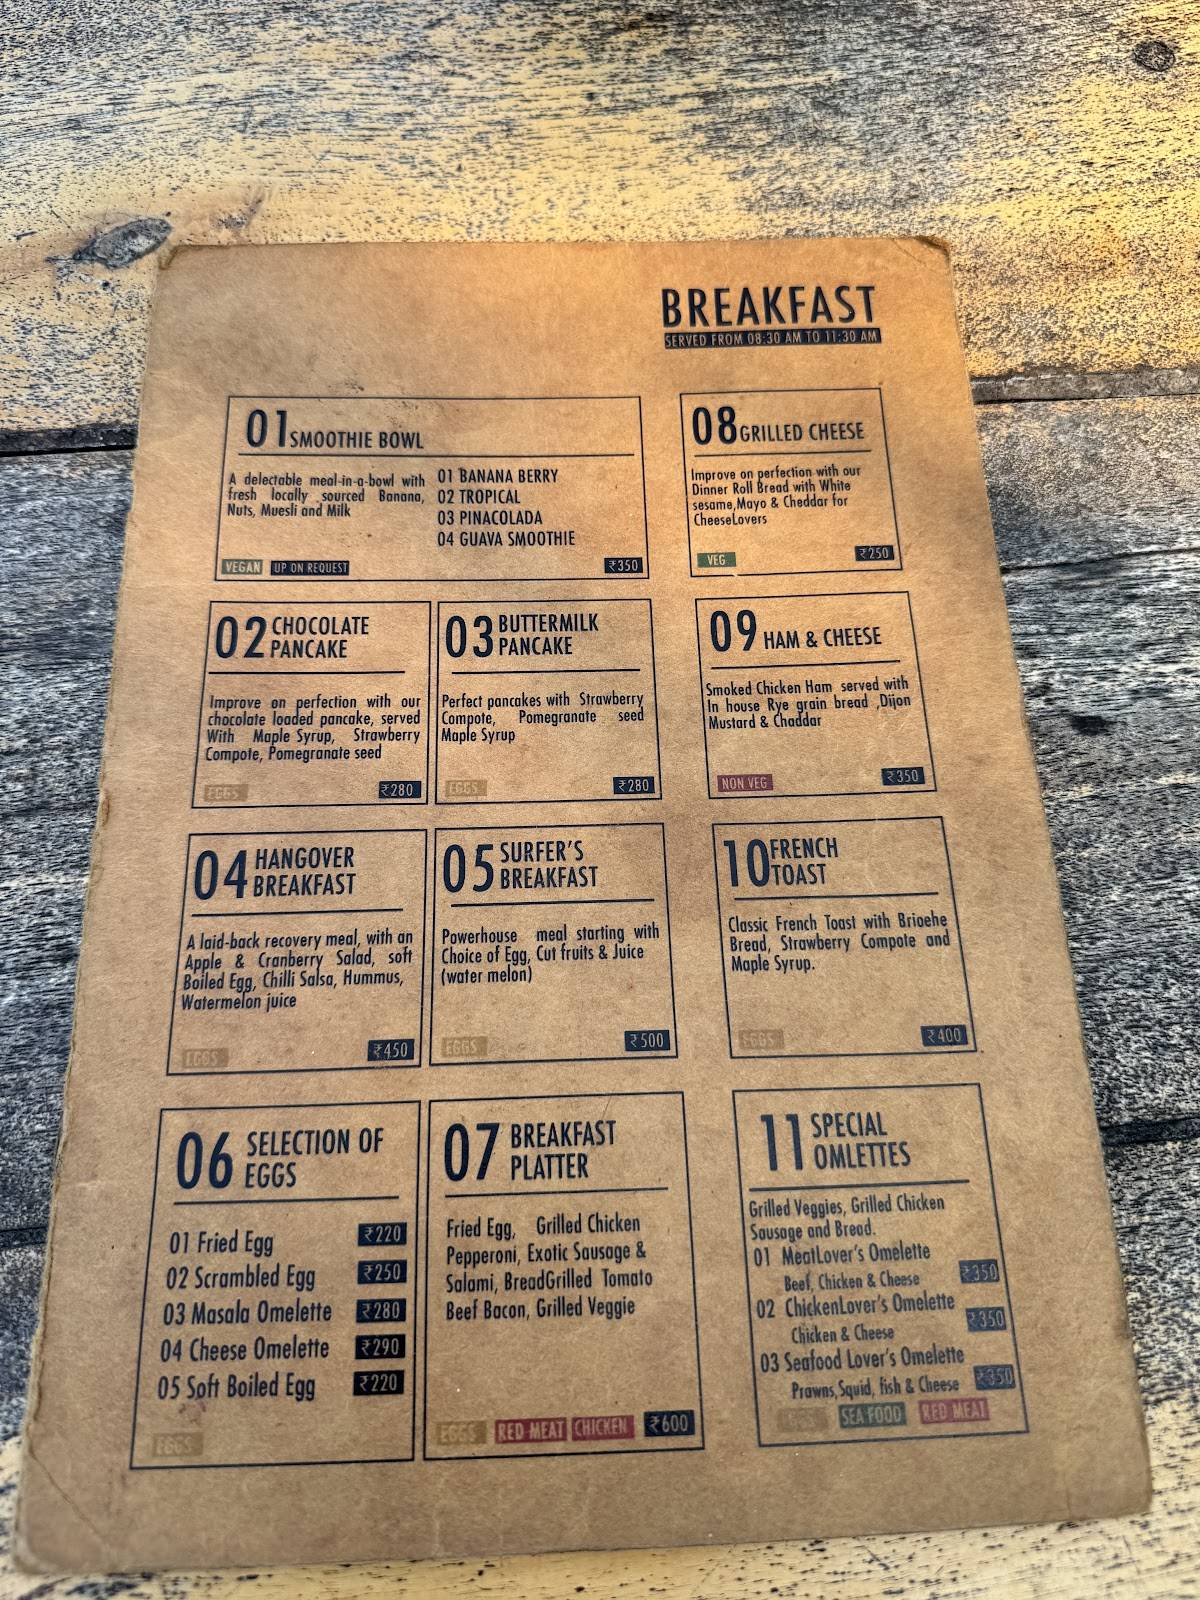 BREAKFAST
SERVED FROM 08:30 AM TO 11:30 AM
01 SMOOTHIE BOWL
A delectable meal-in-a-bowl with
fresh locally sourced Banana,
Nuts, Muesli and Milk
01 BANANA BERRY
02 TROPICAL
03 PINACOLADA
04 GUAVA SMOOTHIE
VEGAN UP ON REQUEST ₹350
02 CHOCOLATE
PANCAKE
Improve on perfection with our
chocolate loaded pancake, served
With Maple Syrup, Strawberry
Compote, Pomegranate seed
EGGS ₹280
03 BUTTERMILK
PANCAKE
Perfect pancakes with Strawberry
Compote, Pomegranate seed
Maple Syrup
EGGS ₹280
04 HANGOVER
BREAKFAST
A laid-back recovery meal, with an
Apple & Cranberry Salad, soft
Boiled Egg, Chilli Salsa, Hummus,
Watermelon juice
EGGS ₹450
05 SURFER'S
BREAKFAST
Powerhouse meal starting with
Choice of Egg, Cut fruits & Juice
(water melon)
EGGS ₹500
06 SELECTION OF
EGGS
01 Fried Egg ₹220
02 Scrambled Egg ₹250
03 Masala Omelette ₹280
04 Cheese Omelette ₹290
05 Soft Boiled Egg ₹220
EGGS
07 BREAKFAST
PLATTER
Fried Egg, Grilled Chicken
Pepperoni, Exotic Sausage &
Salami, BreadGrilled Tomato
Beef Bacon, Grilled Veggie
EGGS RED MEAT CHICKEN ₹600
08 GRILLED CHEESE
Improve on perfection with our
Dinner Roll Bread with White
sesame,Mayo & Cheddar for
CheeseLovers
VEG ₹250
09 HAM & CHEESE
Smoked Chicken Ham served with
In house Rye grain bread ,Dijon
Mustard & Chaddar
NON VEG ₹350
10 FRENCH
TOAST
Classic French Toast with Brioehe
Bread, Strawberry Compote and
Maple Syrup.
EGGS ₹400
11 SPECIAL
OMLETTES
Grilled Veggies, Grilled Chicken
Sausage and Bread.
01 MeatLover's Omelette
Beef, Chicken & Cheese ₹350
02 ChickenLover's Omelette
Chicken & Cheese ₹350
03 Seafood Lover's Omelette
Prawns,Squid, fish & Cheese ₹350
EGGS SEA FOOD RED MEAT